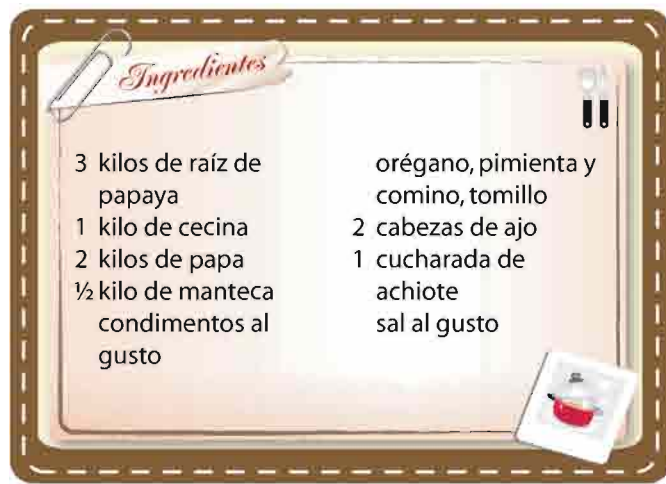 Ingredientes
3 kilos de raíz de
papaya
1 kilo de cecina
2 kilos de papa
½ kilo de manteca
condimentos al
gusto
orégano, pimienta y
comino, tomillo
2 cabezas de ajo
1 cucharada de
achiote
sal al gusto